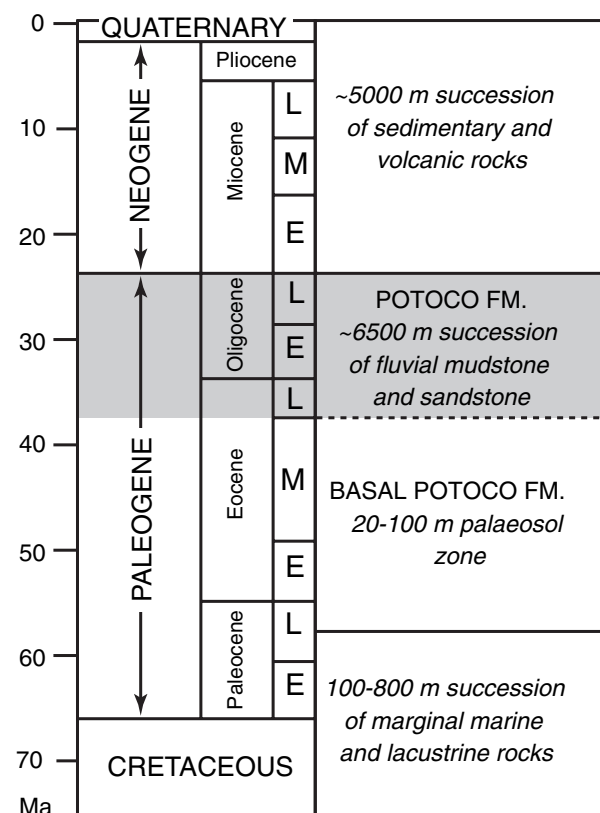 0
10
20
30
40
50
60
70
Ma
QUATERNARY
NEOGENE
PALEOGENE
CRETACEOUS
Pliocene
Miocene
Oligocene
Eocene
Paleocene
L
M
E
L
E
L
M
E
L
E
~5000 m succession
of sedimentary and
volcanic rocks
POTOCO FM.
~6500 m succession
of fluvial mudstone
and sandstone
BASAL POTOCO FM.
20-100 m palaeosol
zone
100-800 m succession
of marginal marine
and lacustrine rocks